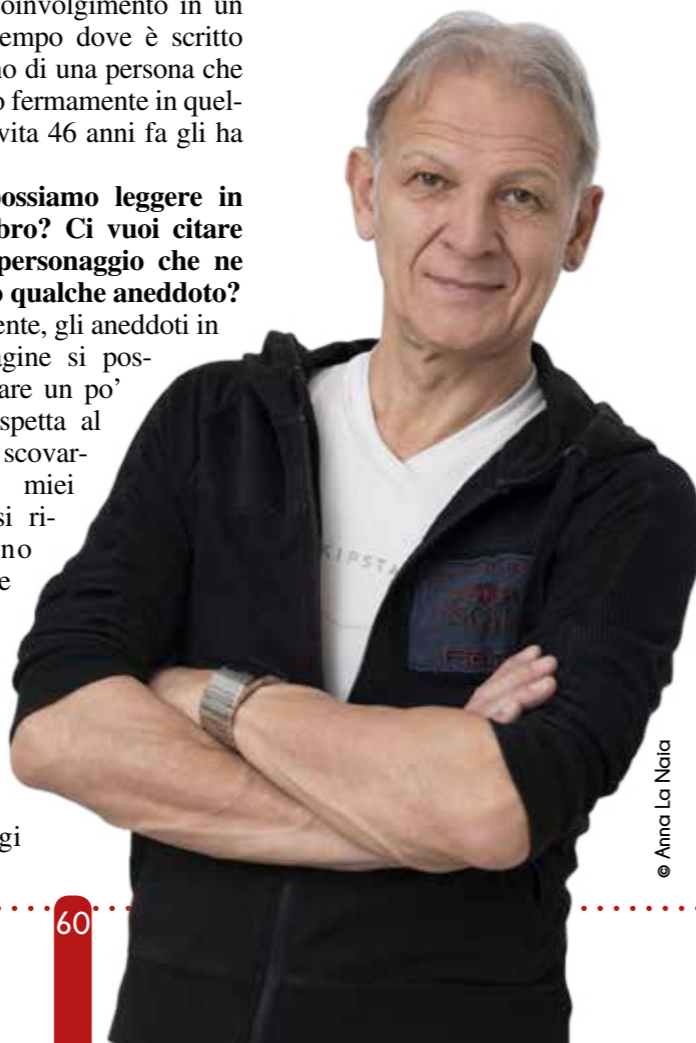 coinvolgimento in un
tempo dove è scritto
no di una persona che
o fermamente in quel-
vita 46 anni fa gli ha
possiamo leggere in
bro? Ci vuoi citare
personaggio che ne
o qualche aneddoto?
ente, gli aneddoti in
agine si pos-
are un po'
spetta al
scovar-
miei
si ri-
no
e
gi
KIPSTA
60
© Anna La Naia